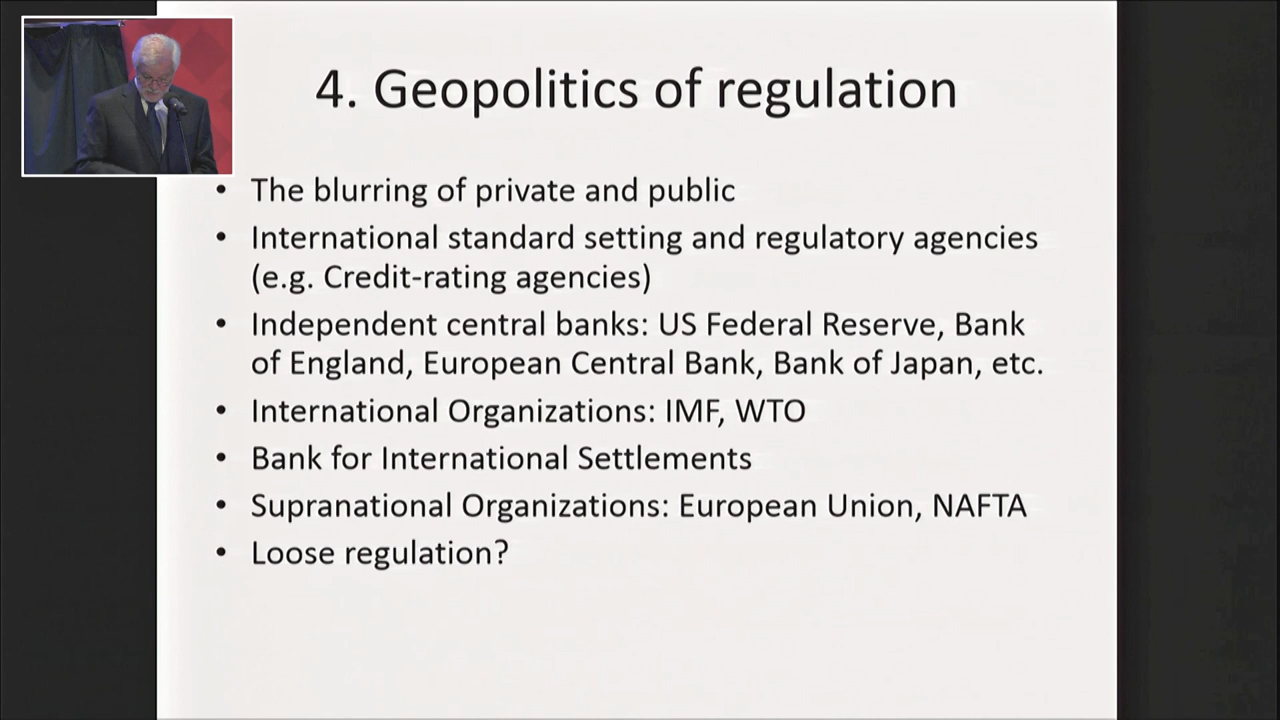 4. Geopolitics of regulation
• The blurring of private and public
• International standard setting and regulatory agencies
(e.g. Credit-rating agencies)
• Independent central banks: US Federal Reserve, Bank
of England, European Central Bank, Bank of Japan, etc.
• International Organizations: IMF, WTO
• Bank for International Settlements
• Supranational Organizations: European Union, NAFTA
• Loose regulation?